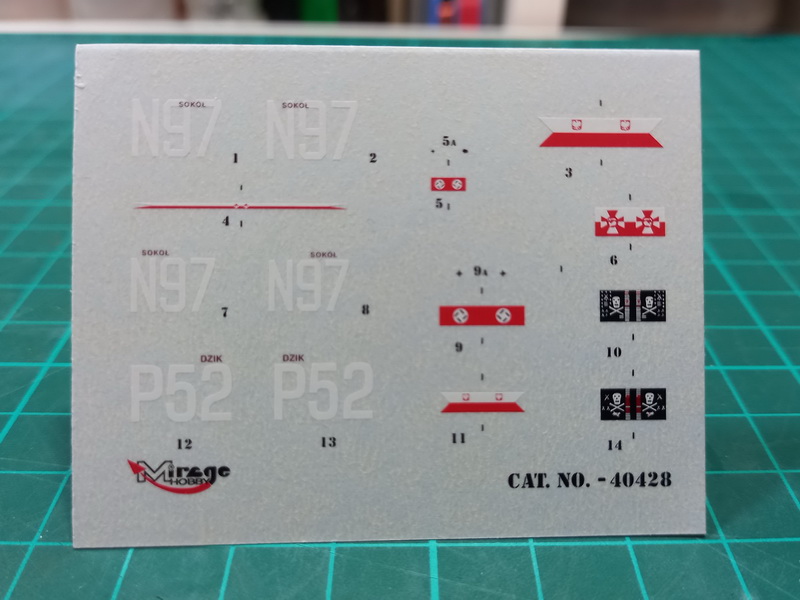 SOKOŁ SOKOŁ
N97 N97
1 2
5A
5
3
4
6
SOKOŁ SOKOŁ
N97 N97
7 8
9A
9
10
DZIK DZIK
P52 P52
11
12 13
14
Mirage
HOBBY
CAT. NO. - 40428